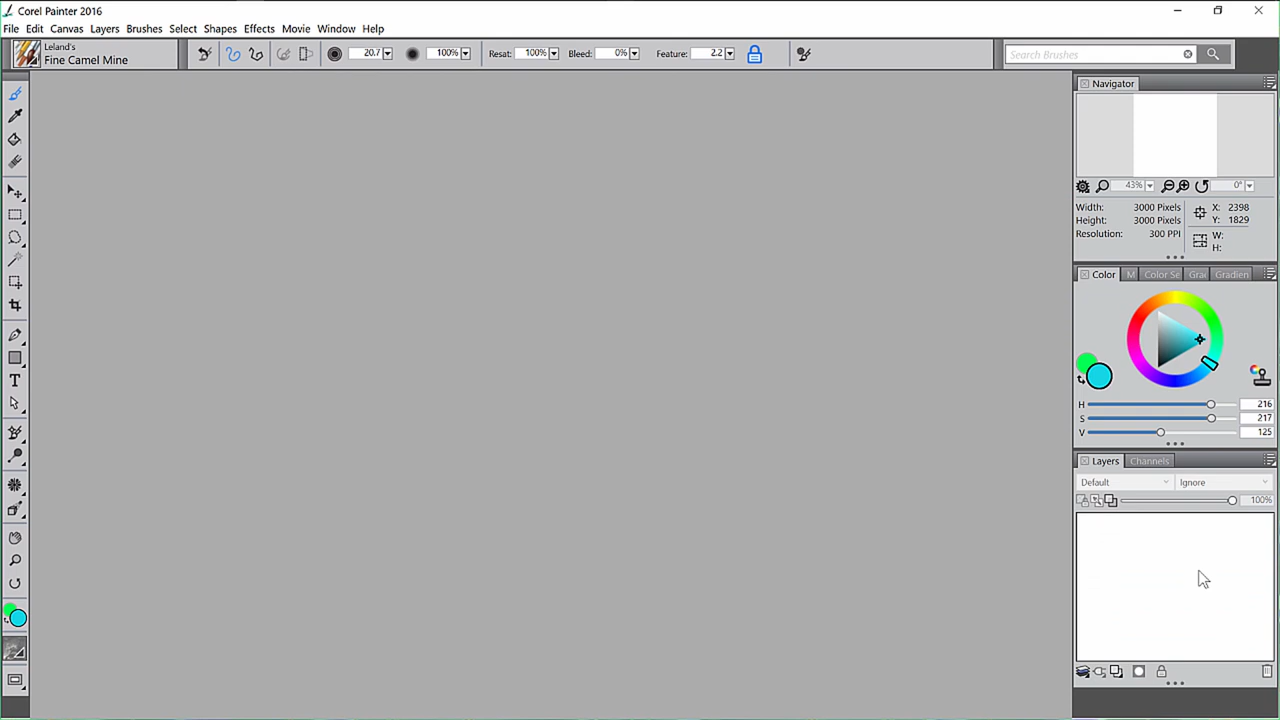 Corel Painter 2016
File Edit Canvas Layers Brushes Select Shapes Effects Movie Window Help
Leland's
Fine Camel Mine
20.7 100% Resat: 100% Bleed: 0% Feature: 2.2
Search Brushes
Navigator
43% 0°
Width: 3000 Pixels X: 2398
Height: 3000 Pixels Y: 1829
Resolution: 300 PPI W:
H:
Color M Color Se Gra Gradien
H 216
S 217
V 125
Layers Channels
Default Ignore
100%
T